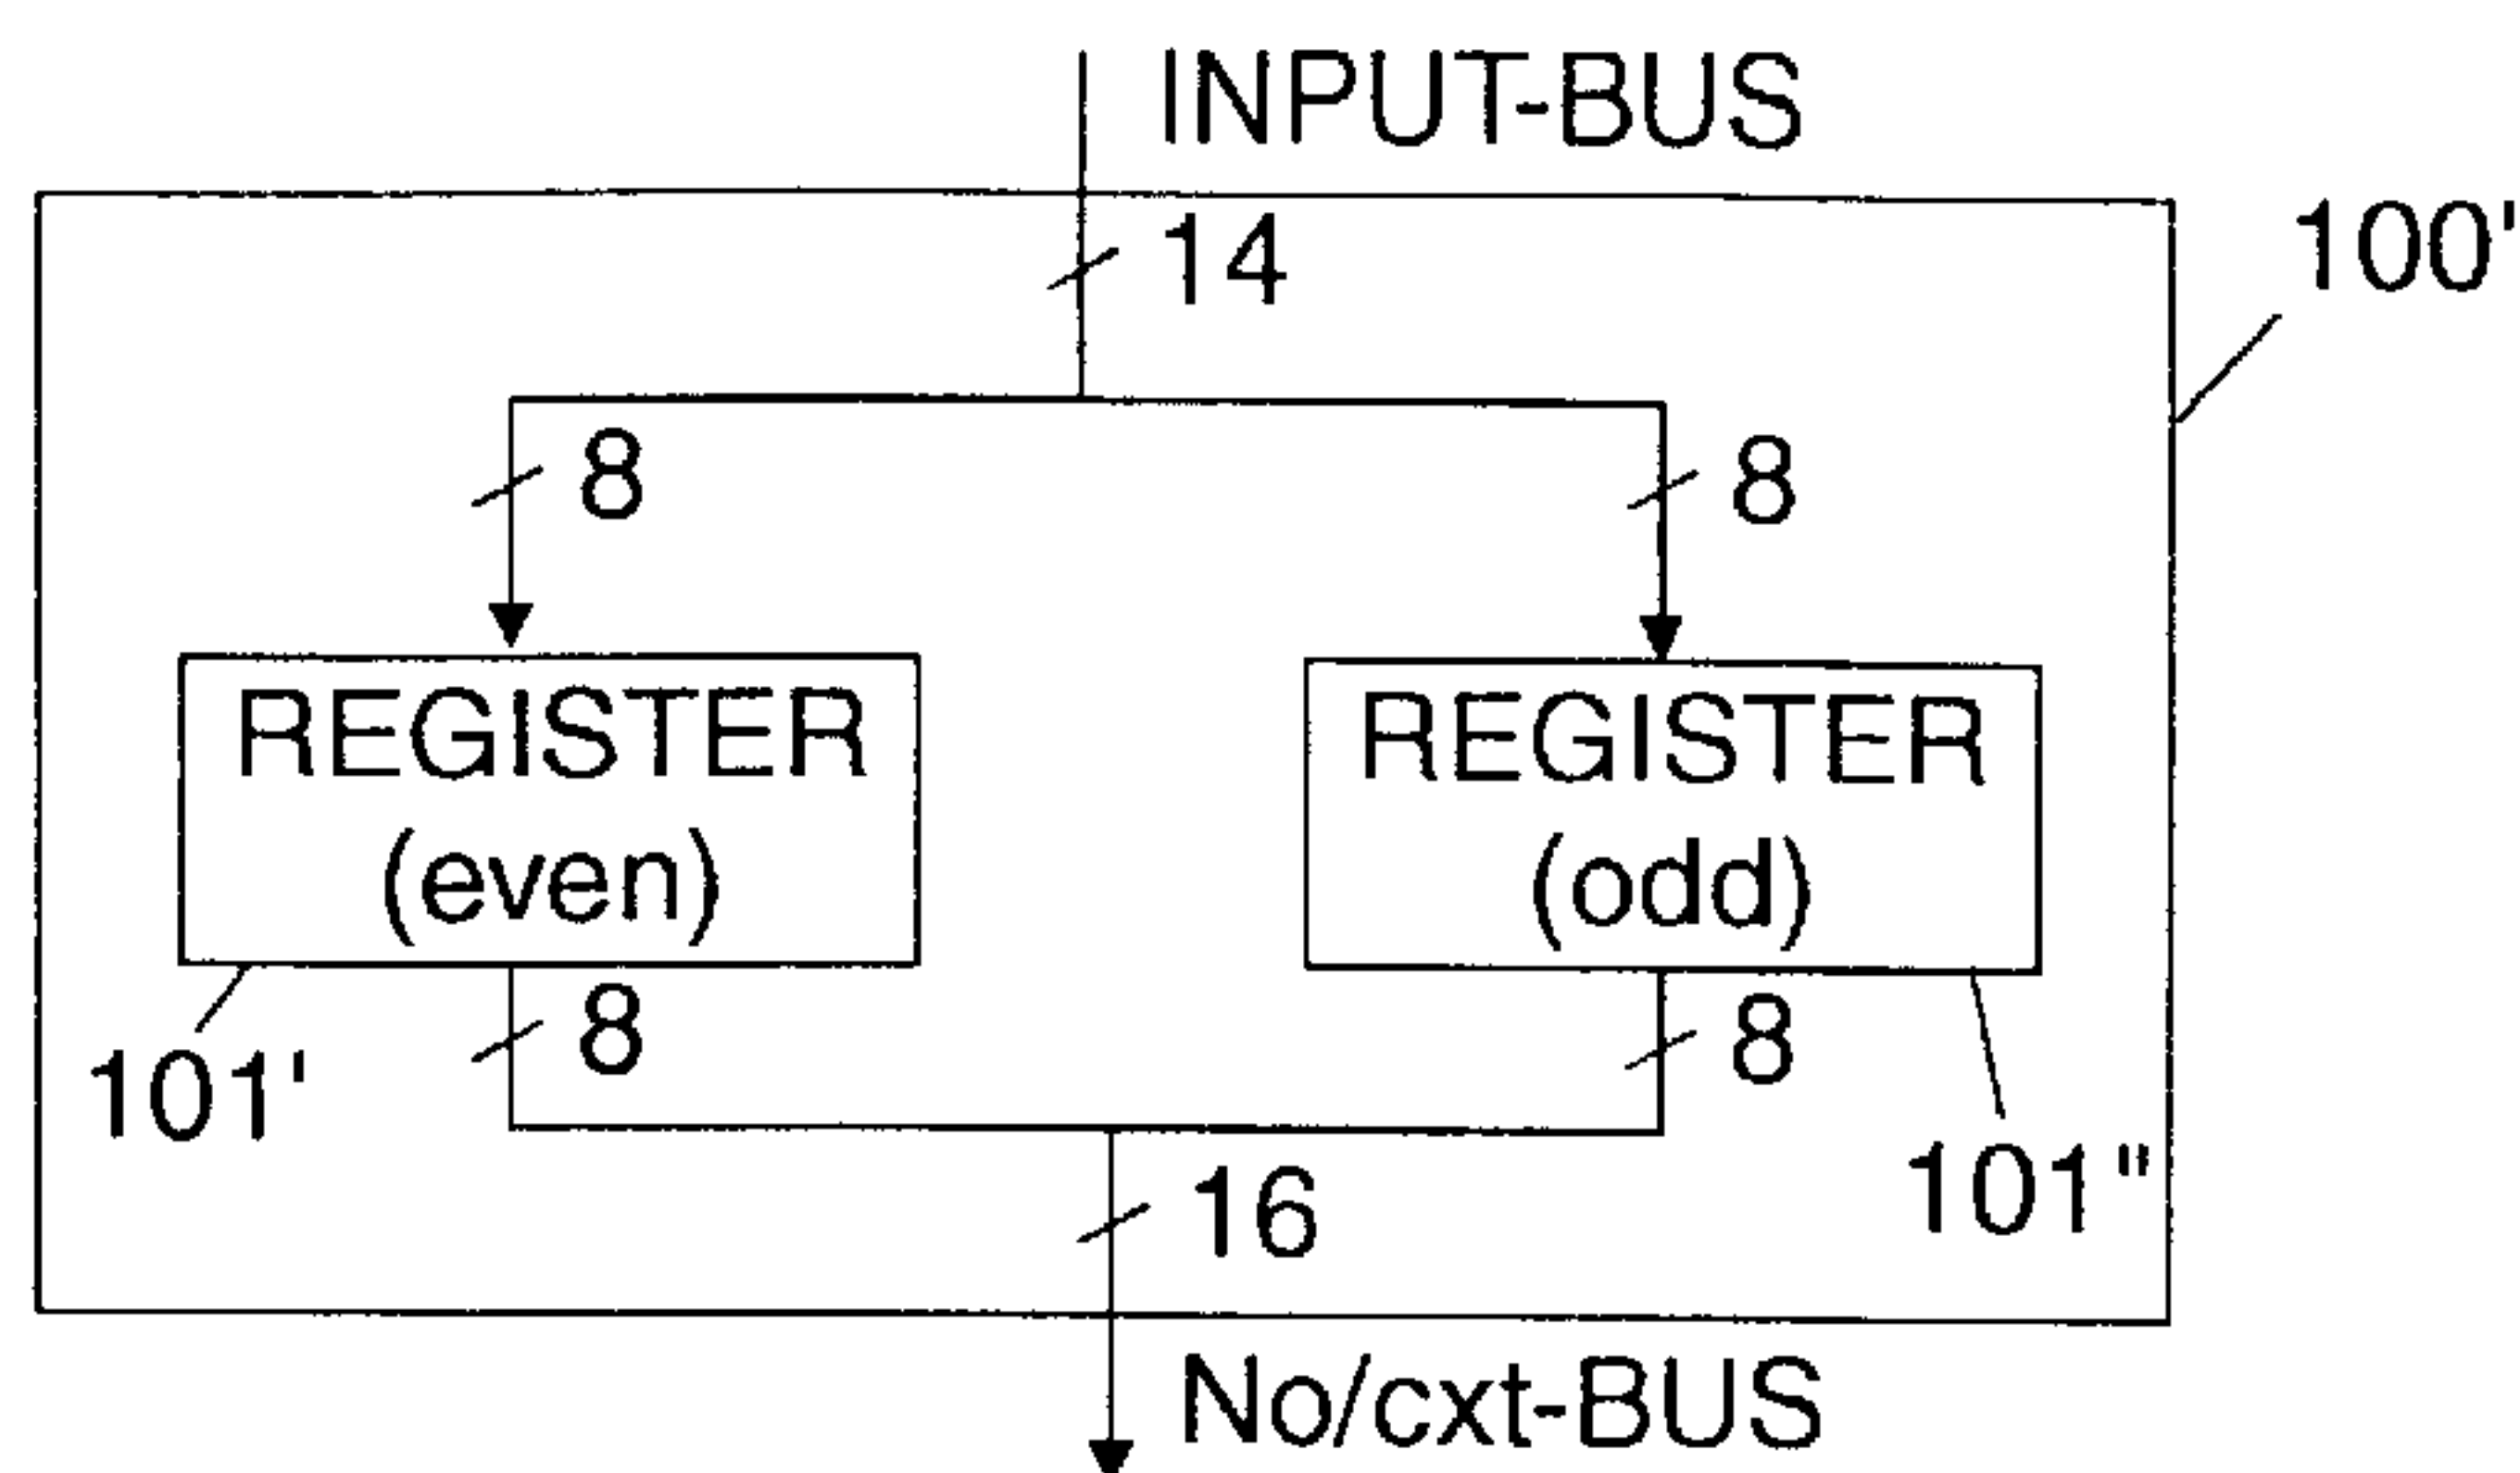 INPUT-BUS
14
100'
8
8
REGISTER
(even)
REGISTER
(odd)
8
8
101'
101"
16
No/cxt-BUS